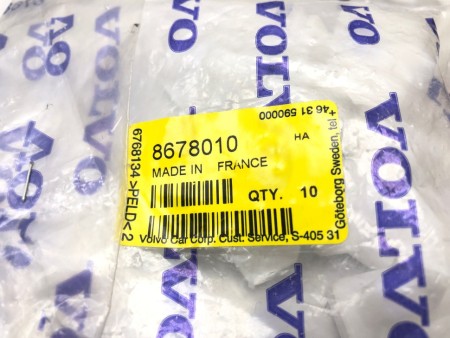 VOLVO
VOLVO
VOLVO
VOLVO
VOLVO
+46 31 590000
8678010
HA
MADE IN FRANCE
QTY. 10
6768134>PELD< 2
Volvo Car Corp. Cust. Service, S-405 31
Göteborg Sweden, tel